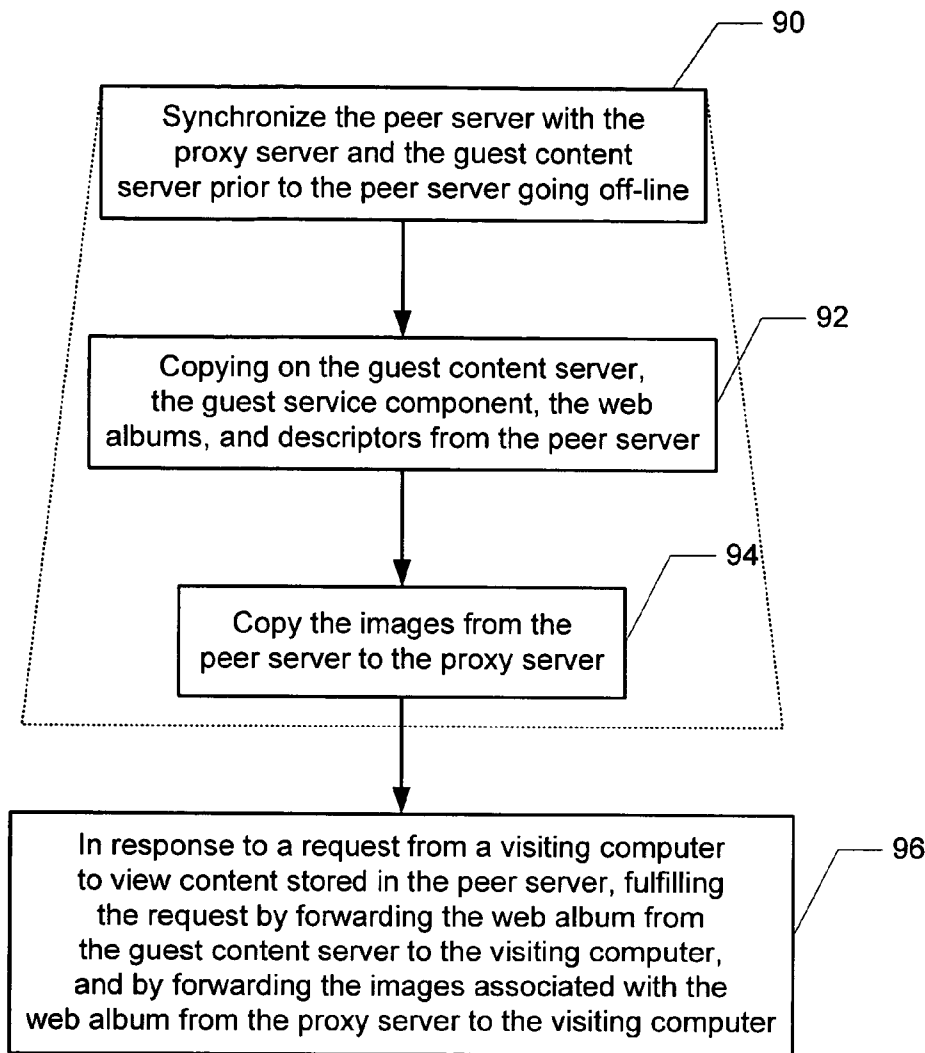 90
Synchronize the peer server with the
proxy server and the guest content
server prior to the peer server going off-line
92
Copying on the guest content server,
the guest service component, the web
albums, and descriptors from the peer server
94
Copy the images from the
peer server to the proxy server
96
In response to a request from a visiting computer
to view content stored in the peer server, fulfilling
the request by forwarding the web album from
the guest content server to the visiting computer,
and by forwarding the images associated with the
web album from the proxy server to the visiting computer